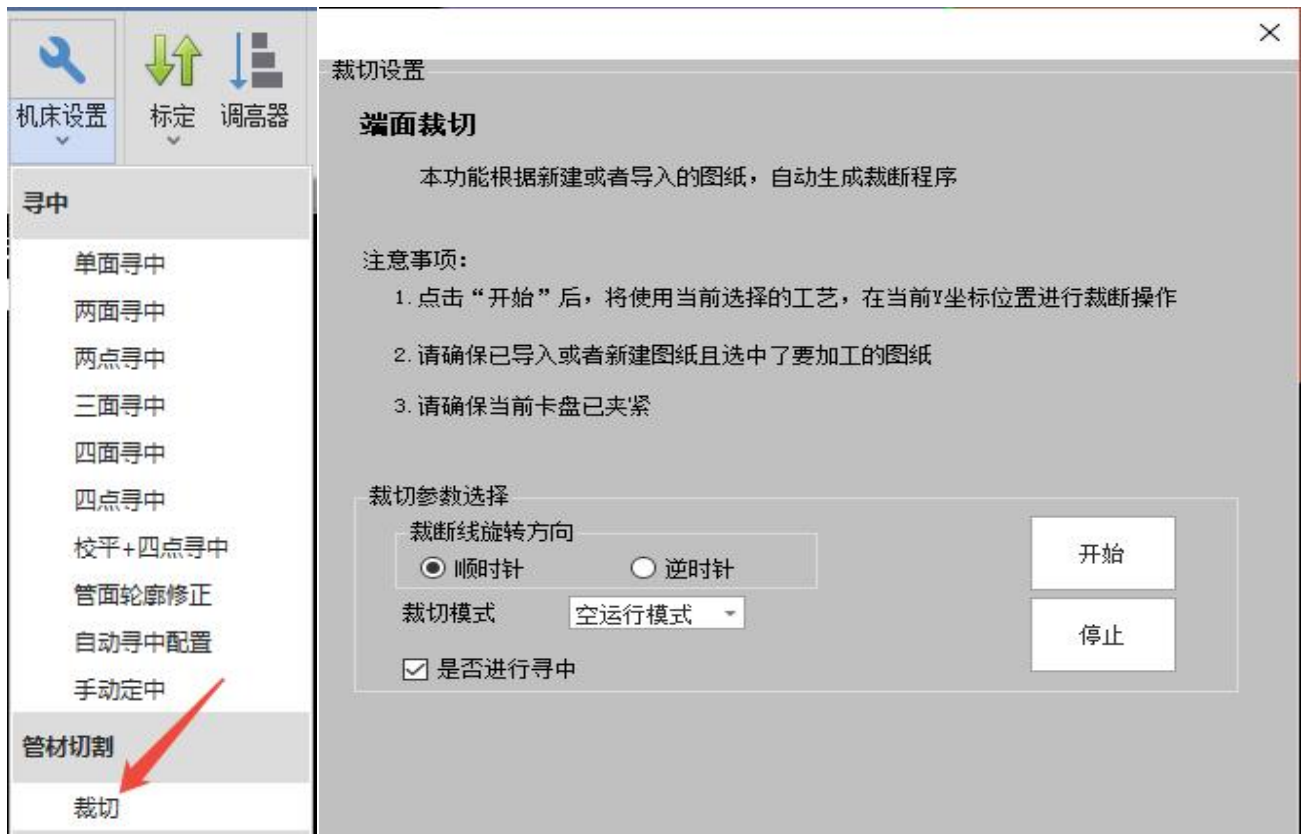 机床设置
标定
调高器
寻中
单面寻中
两面寻中
两点寻中
三面寻中
四面寻中
四点寻中
校平+四点寻中
管面轮廓修正
自动寻中配置
手动定中
管材切割
裁切
裁切设置
端面裁切
本功能根据新建或者导入的图纸，自动生成裁断程序
注意事项：
1.点击“开始”后，将使用当前选择的工艺，在当前Y坐标位置进行裁断操作
2.请确保已导入或者新建图纸且选中了要加工的图纸
3.请确保当前卡盘已夹紧
裁切参数选择
裁断线旋转方向
顺时针 逆时针
裁切模式 空运行模式
是否进行寻中
开始
停止